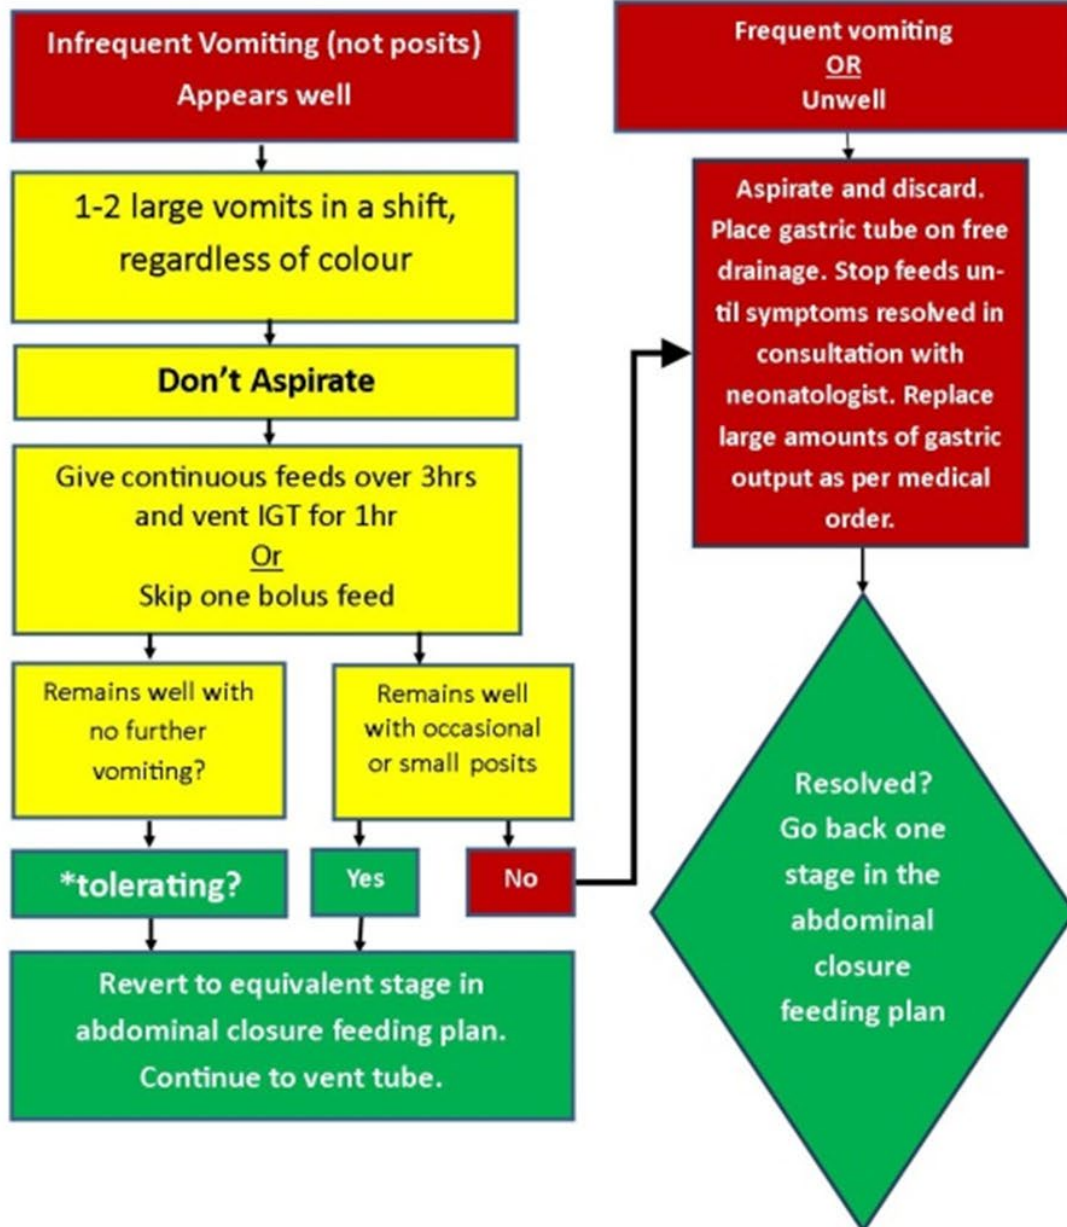 Infrequent Vomiting (not posits)
Appears well
1-2 large vomits in a shift,
regardless of colour
Don't Aspirate
Give continuous feeds over 3hrs
and vent IGT for 1hr
Or
Skip one bolus feed
Remains well with
no further
vomiting?
Remains well
with occasional
or small posits
*tolerating?
Yes
No
Revert to equivalent stage in
abdominal closure feeding plan.
Continue to vent tube.
Frequent vomiting
OR
Unwell
Aspirate and discard.
Place gastric tube on free
drainage. Stop feeds un-
til symptoms resolved in
consultation with
neonatologist. Replace
large amounts of gastric
output as per medical
order.
Resolved?
Go back one
stage in the
abdominal
closure
feeding plan